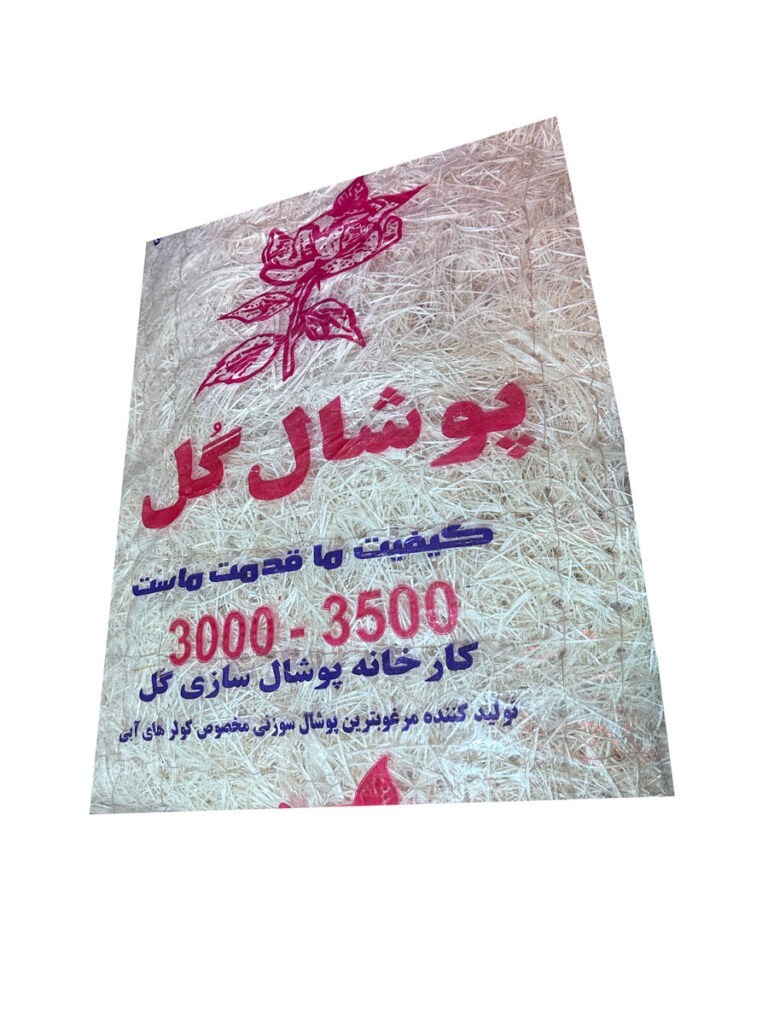 پوشال گُل
کیفیت ما قدمت ماست
3000 - 3500
کارخانه پوشال سازی گل
تولید کننده مرغوبترین پوشال سوزنی مخصوص کولر های آبی